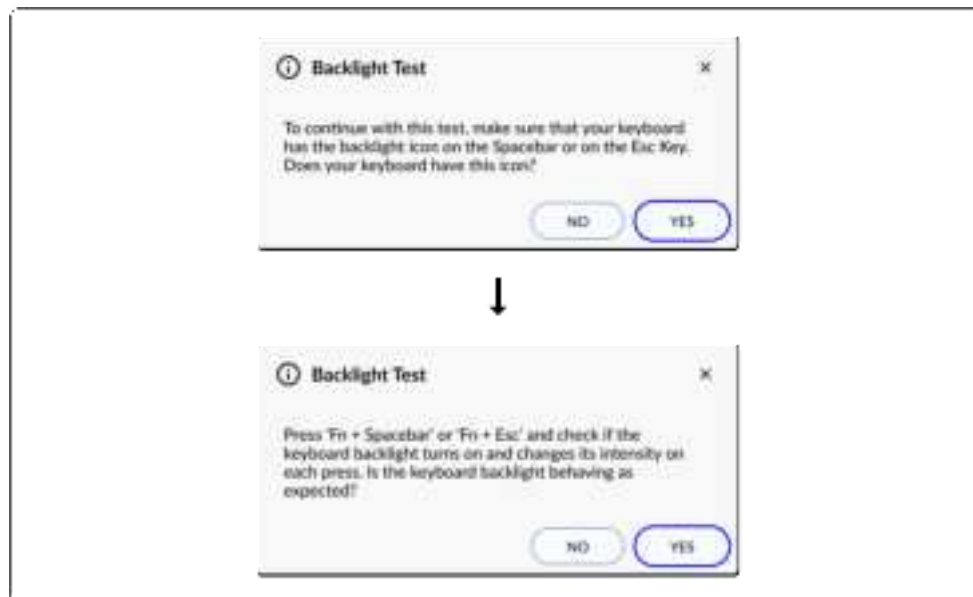 Backlight Test
To continue with this test, make sure that your keyboard
has the backlight icon on the Spacebar or on the Esc Key.
Does your keyboard have this icon?
NO YES
Backlight Test
Press 'Fn + Spacebar' or 'Fn + Esc' and check if the
keyboard backlight turns on and changes its intensity on
each press. Is the keyboard backlight behaving as
expected?
NO YES